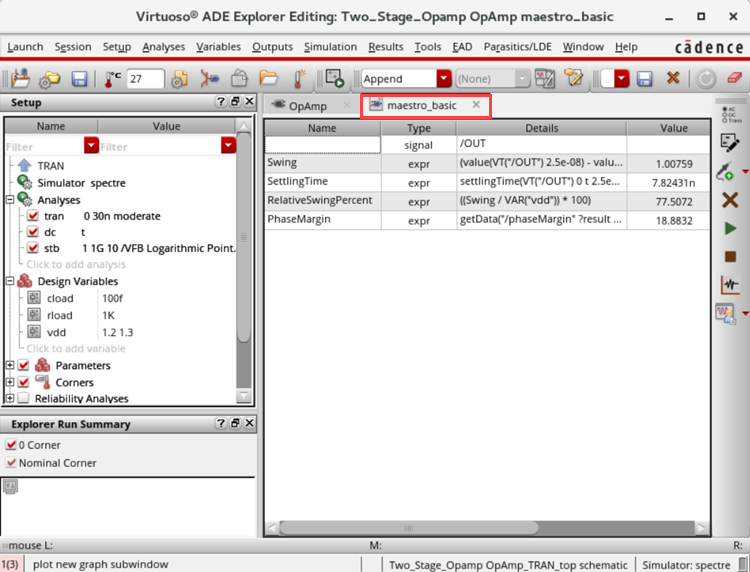 Virtuoso® ADE Explorer Editing: Two_Stage_Opamp OpAmp maestro_basic
Launch Session Setup Analyses Variables Outputs Simulation Results Tools EAD Parasitics/LDE Window Help cādence
°C 27 Append (None)
Setup ? OpAmp maestro_basic
Name Value
Filter Filter
TRAN
Simulator spectre
Analyses
tran 0 30n moderate
dc t
stb 1 1G 10 /VFB Logarithmic Point.
Click to add analysis
Design Variables
cload 100f
rload 1K
vdd 1.2 1.3
Click to add variable
Parameters
Corners
Reliability Analyses
Name Type Details Value
signal /OUT
Swing expr (value(VT("/OUT") 2.5e-08) - valu... 1.00759
SettlingTime expr settlingTime(VT("/OUT") 0 t 2.5e... 7.82431n
RelativeSwingPercent expr ((Swing / VAR("vdd")) * 100) 77.5072
PhaseMargin expr getData("/phaseMargin" ?result ... 18.8832
AC
DC
Trans
Explorer Run Summary ?
0 Corner
Nominal Corner
mouse L: M: R:
1(3) plot new graph subwindow Two_Stage_Opamp OpAmp_TRAN_top schematic Simulator: spectre